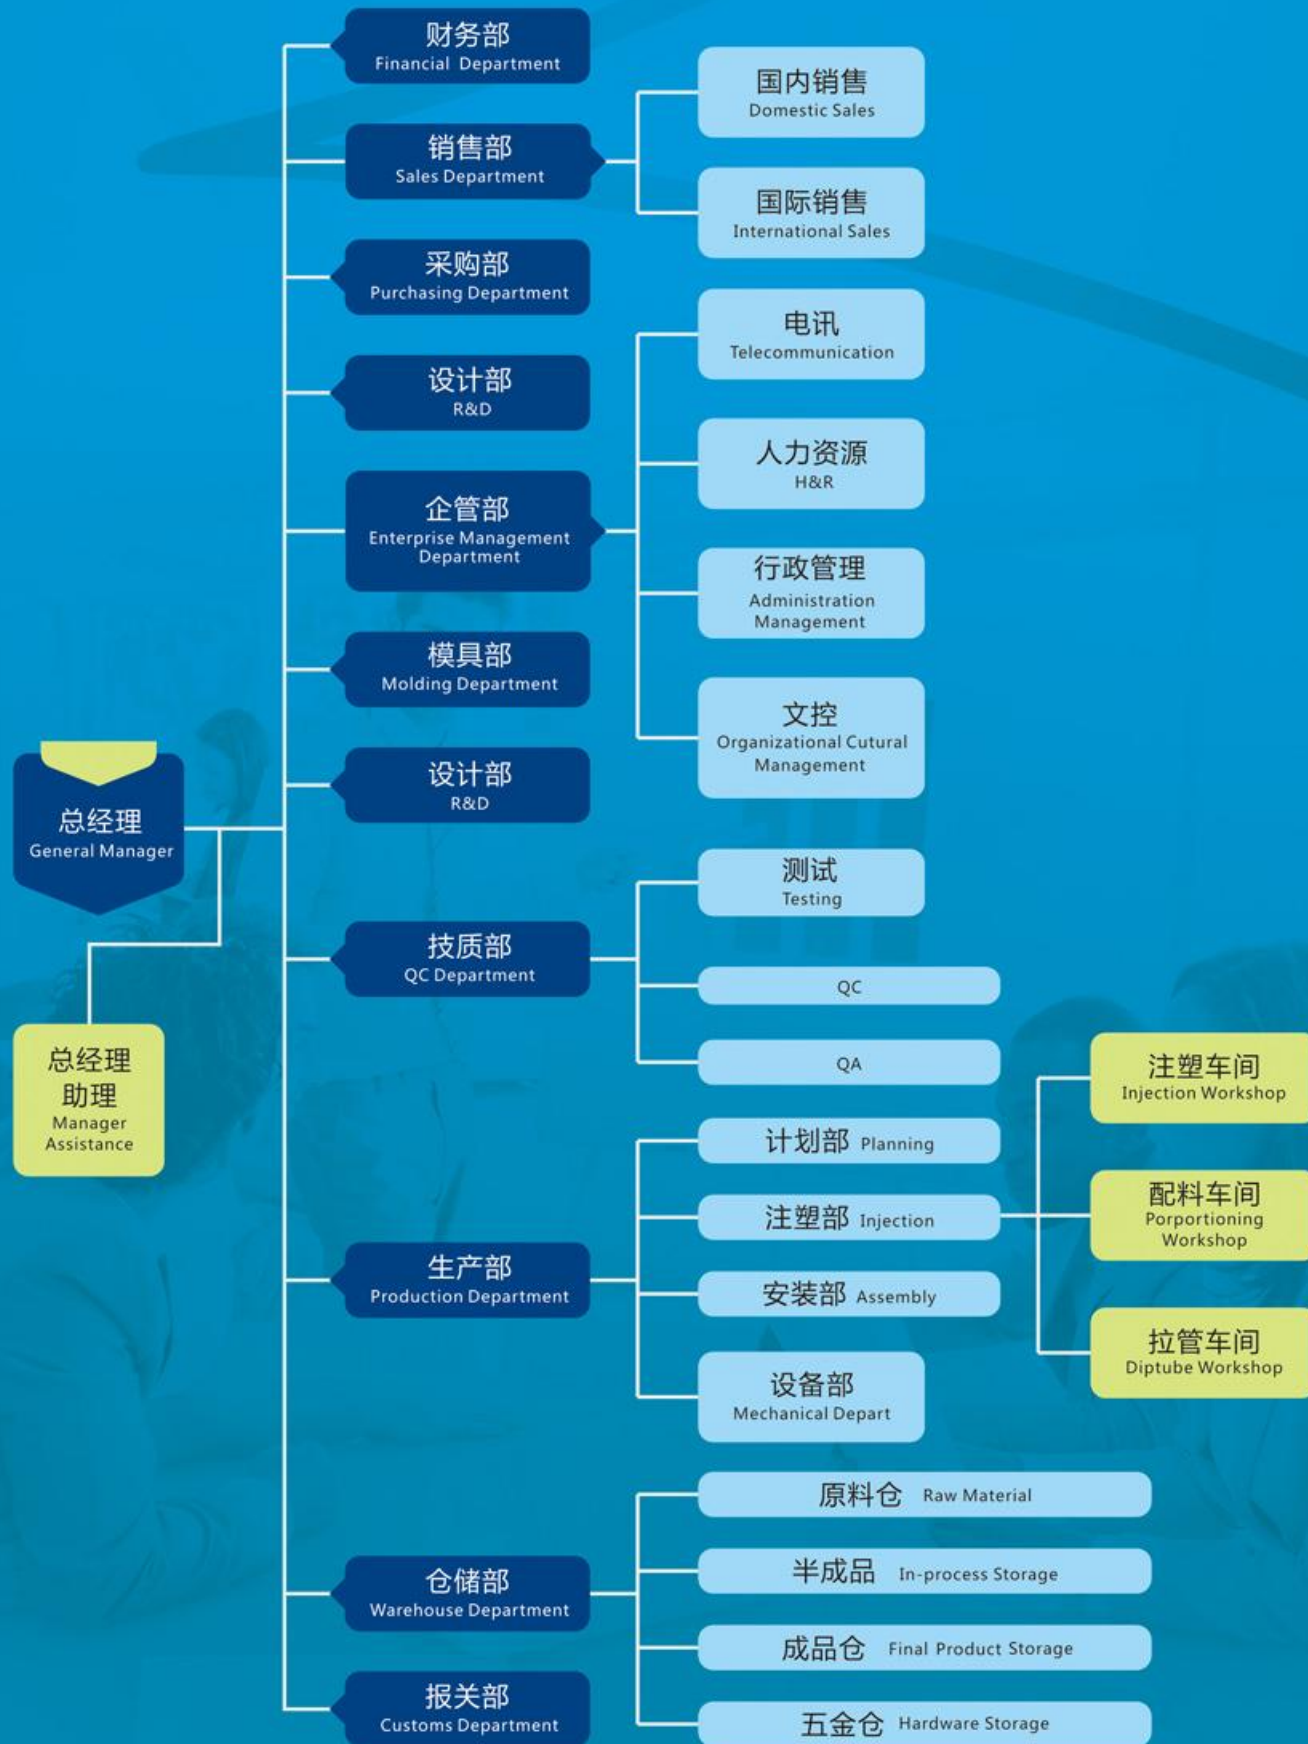 总经理
General Manager
总经理
助理
Manager
Assistance
财务部
Financial Department
销售部
Sales Department
国内销售
Domestic Sales
国际销售
International Sales
采购部
Purchasing Department
设计部
R&D
企管部
Enterprise Management
Department
电讯
Telecommunication
人力资源
H&R
行政管理
Administration
Management
文控
Organizational Cutural
Management
模具部
Molding Department
设计部
R&D
技质部
QC Department
测试
Testing
QC
QA
生产部
Production Department
计划部 Planning
注塑部 Injection
安装部 Assembly
设备部
Mechanical Depart
注塑车间
Injection Workshop
配料车间
Porportioning
Workshop
拉管车间
Diptube Workshop
仓储部
Warehouse Department
原料仓 Raw Material
半成品 In-process Storage
成品仓 Final Product Storage
五金仓 Hardware Storage
报关部
Customs Department